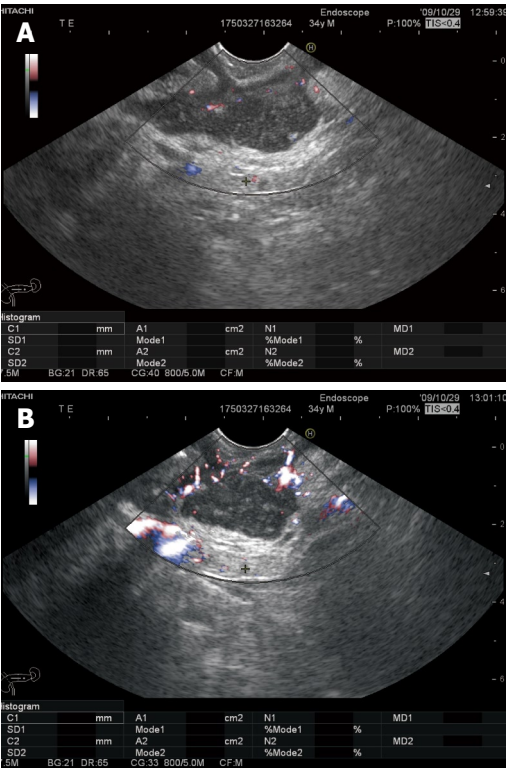 HITACHI Endoscope '09/10/29 12:59:39
A T E 1750327163264 34y M P:100% TIS<0.4
H
0
2
4
6
Histogram
C1 mm A1 cm2 N1 MD1
SD1 Mode1 %Mode1 %
C2 mm A2 cm2 N2 MD2
SD2 Mode2 %Mode2 %
7.5M BG:21 DR:65 CG:40 800/5.0M CF:M
HITACHI Endoscope '09/10/29 13:01:10
B T E 1750327163264 34y M P:100% TIS<0.4
H
0
2
4
6
Histogram
C1 mm A1 cm2 N1 MD1
SD1 Mode1 %Mode1 %
C2 mm A2 cm2 N2 MD2
SD2 Mode2 %Mode2 %
7.5M BG:21 DR:65 CG:33 800/5.0M CF:M